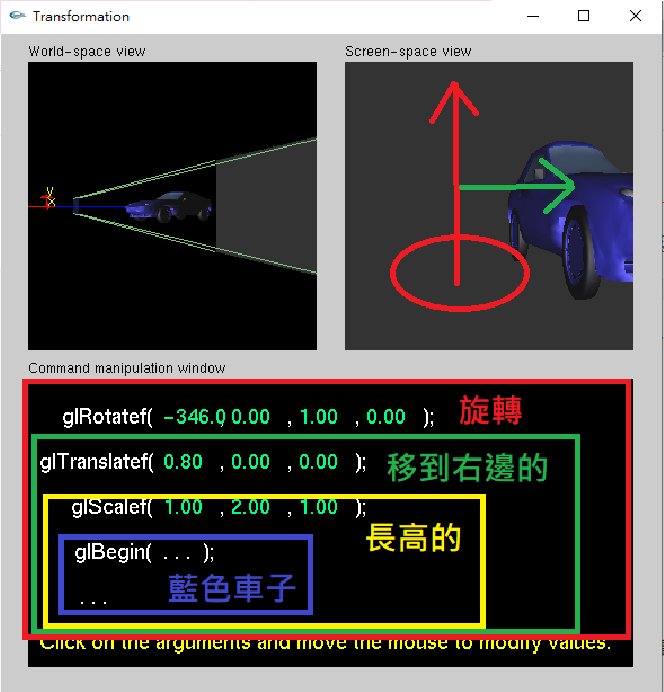 Transformation
World-space view
Screen-space view
y
x
Command manipulation window
glRotatef( -346.0, 0.00 , 1.00 , 0.00 );
旋轉
glTranslatef( 0.80 , 0.00 , 0.00 );
移到右邊的
glScalef( 1.00 , 2.00 , 1.00 );
長高的
glBegin( ... );
...
藍色車子
Click on the arguments and move the mouse to modify values.